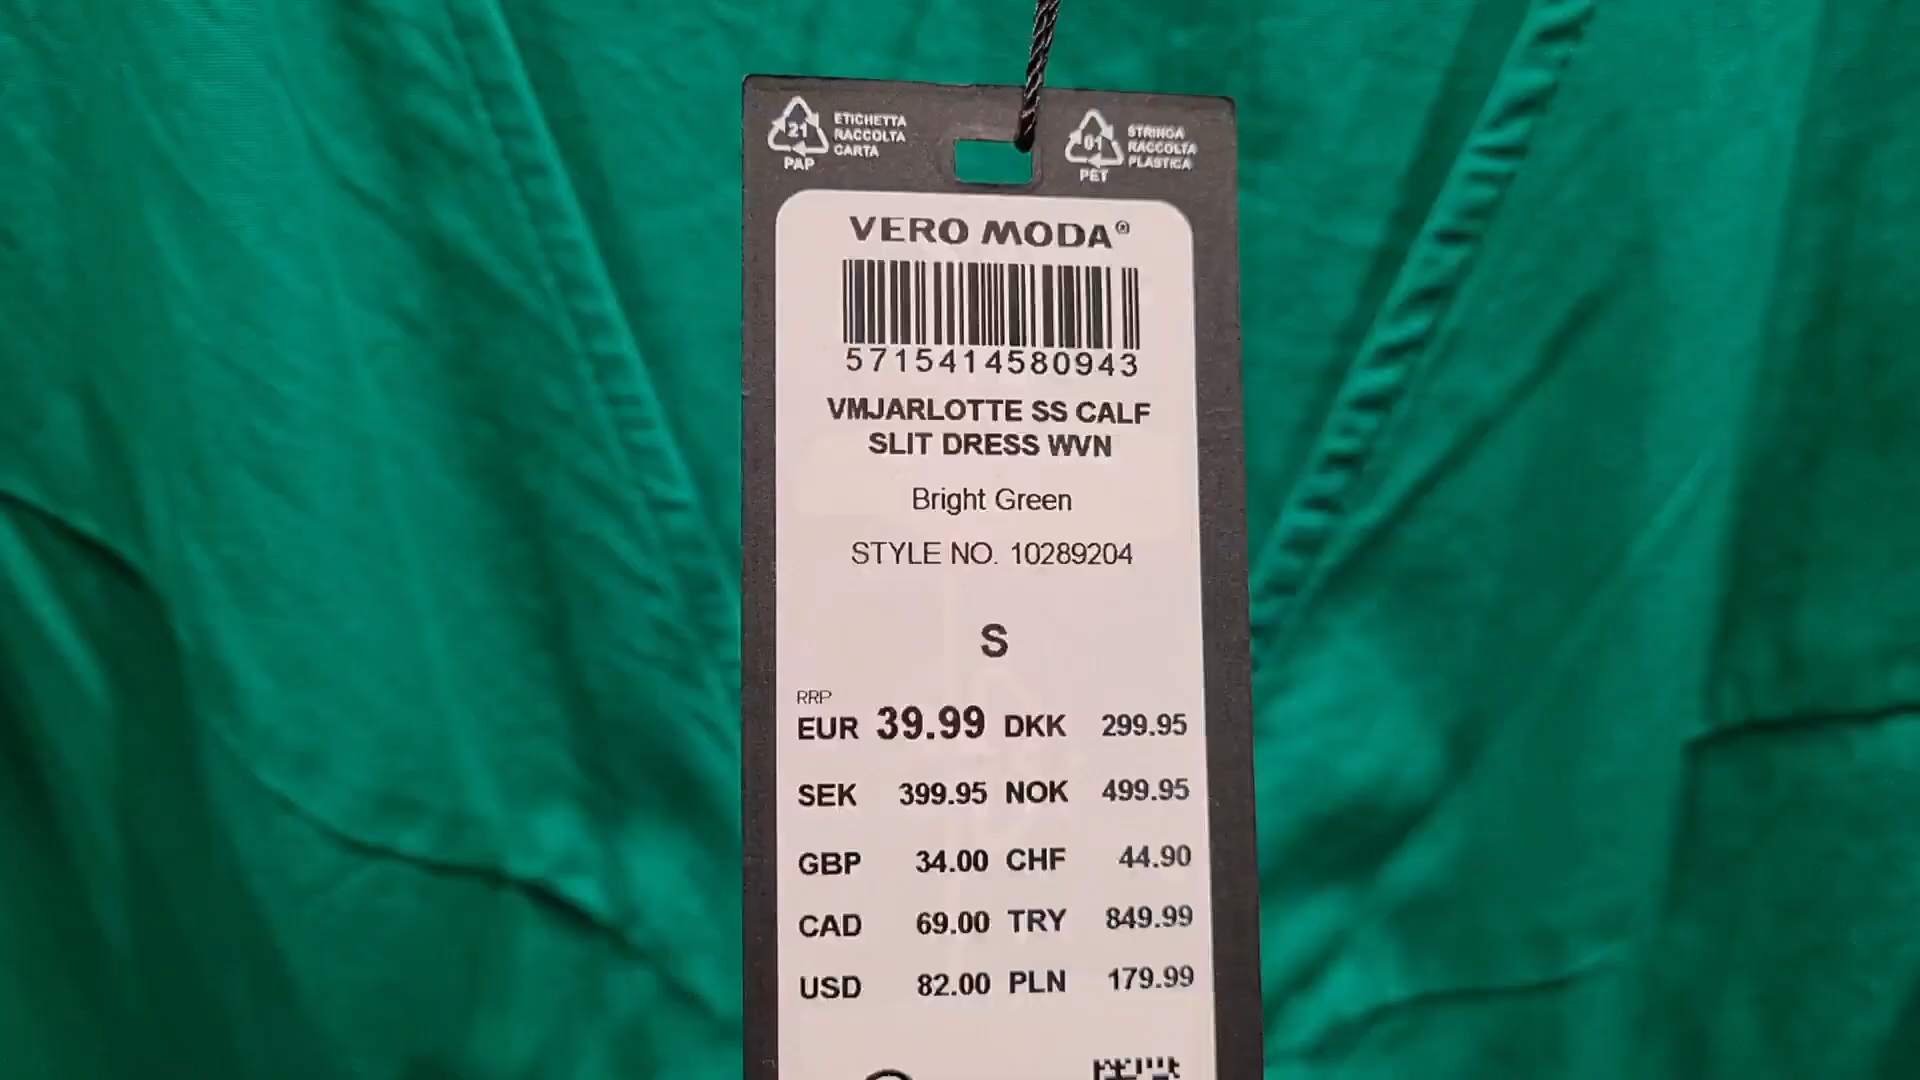 21
PAP
ETICHETTA
RACCOLTA
CARTA
01
PET
STRINGA
RACCOLTA
PLASTICA
VERO MODA®
5715414580943
VMJARLOTTE SS CALF
SLIT DRESS WVN
Bright Green
STYLE NO. 10289204
S
RRP
EUR 39.99 DKK 299.95
SEK 399.95 NOK 499.95
GBP 34.00 CHF 44.90
CAD 69.00 TRY 849.99
USD 82.00 PLN 179.99